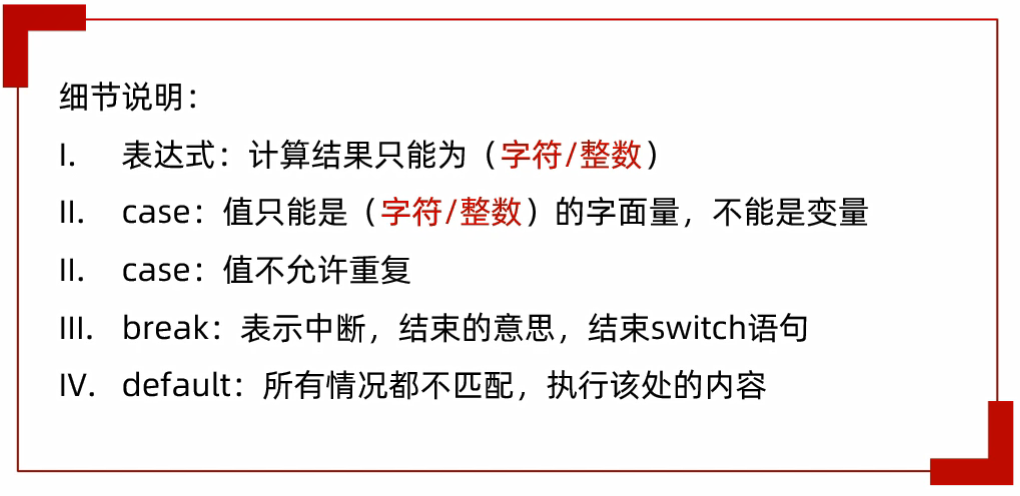 细节说明：
I. 表达式：计算结果只能为（字符/整数）
II. case：值只能是（字符/整数）的字面量，不能是变量
II. case：值不允许重复
III. break：表示中断，结束的意思，结束switch语句
IV. default：所有情况都不匹配，执行该处的内容